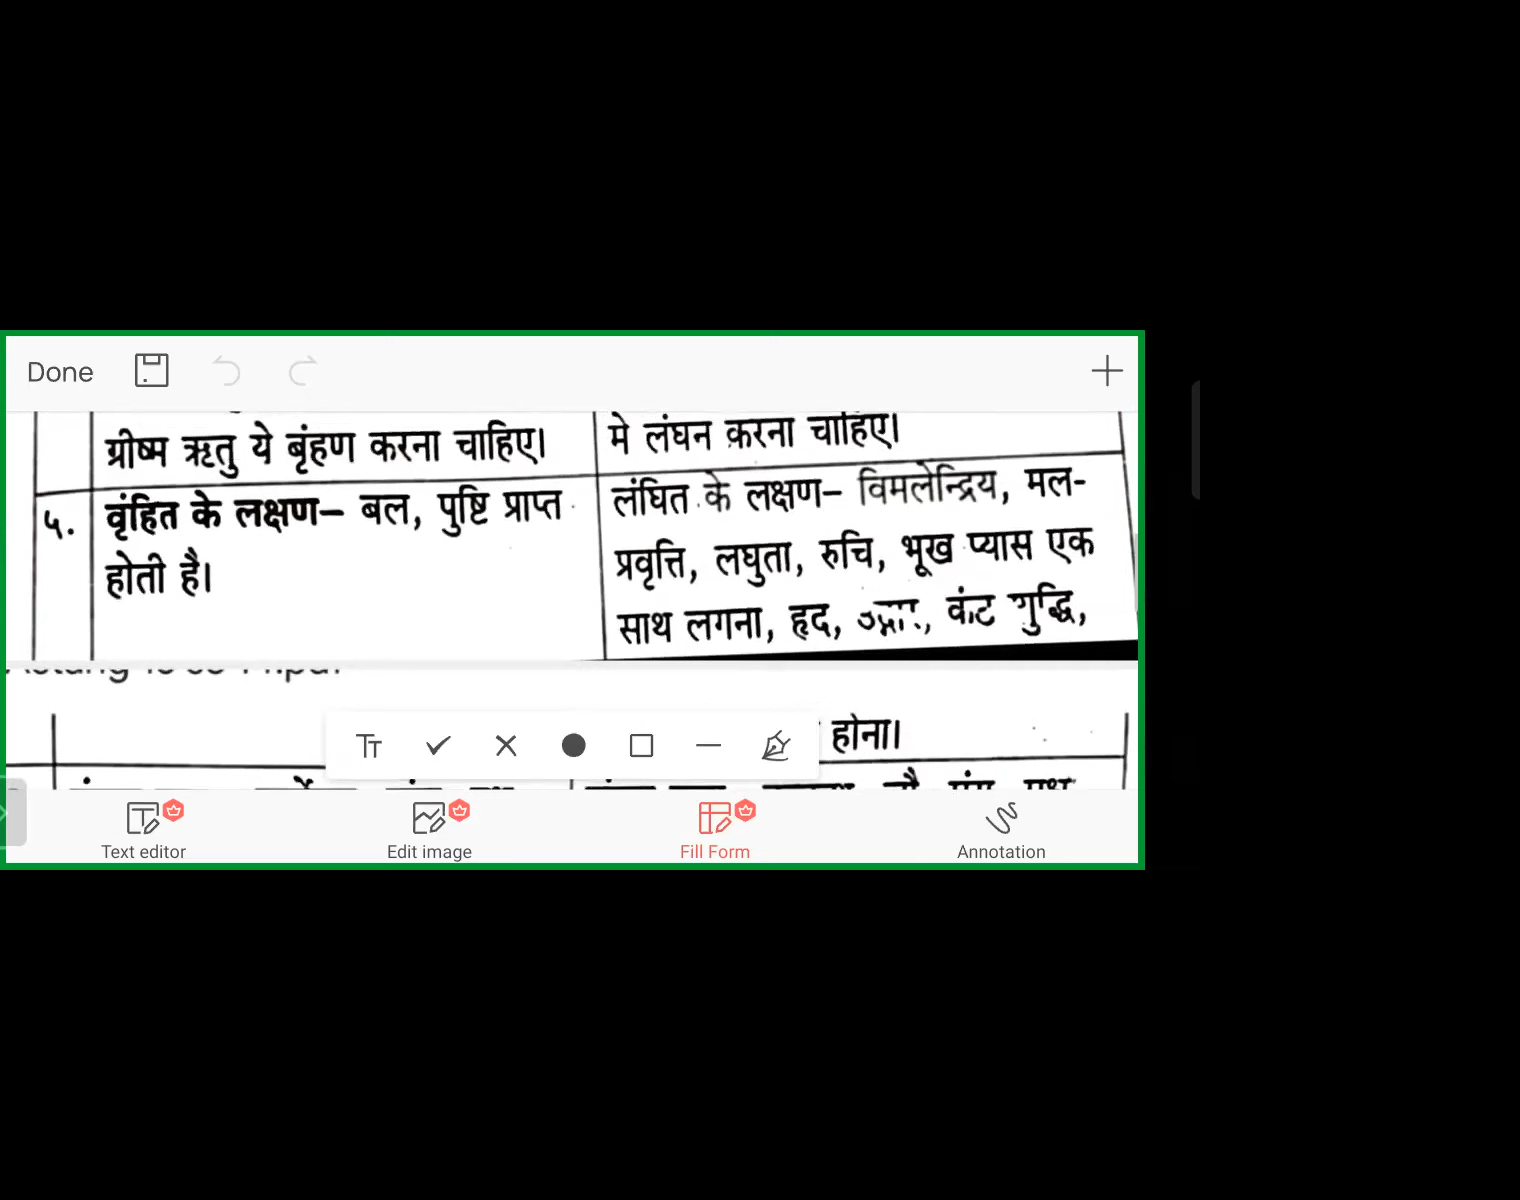 Done
ग्रीष्म ऋतु ये बृंहण करना चाहिए।
मे लंघन करना चाहिए।
५.
वृंहित के लक्षण– बल, पुष्टि प्राप्त
होती है।
लंघित के लक्षण– विमलेन्द्रिय, मल-
प्रवृत्ति, लघुता, रुचि, भूख प्यास एक
साथ लगना, हृद, कंट शुद्धि,
होना।
Text editor
Edit image
Fill Form
Annotation